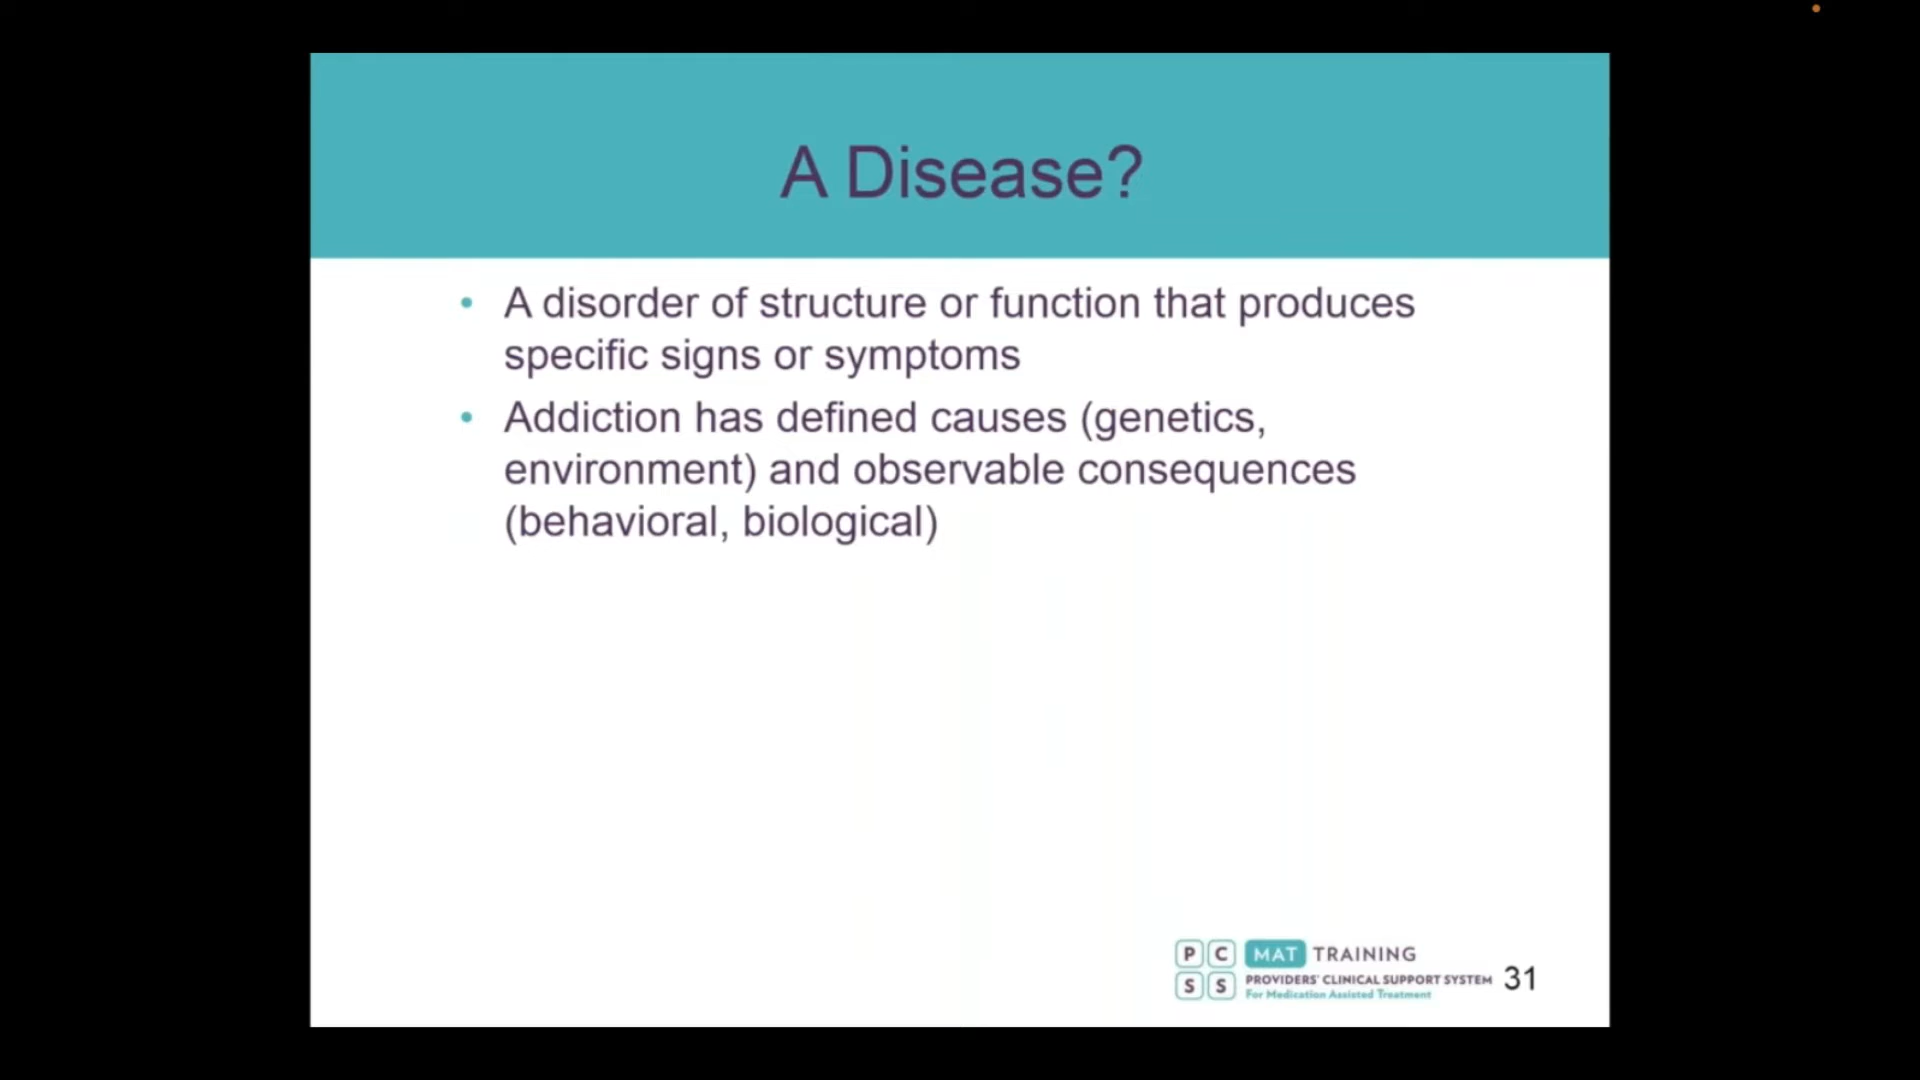 A Disease?
• A disorder of structure or function that produces
specific signs or symptoms
• Addiction has defined causes (genetics,
environment) and observable consequences
(behavioral, biological)
P C MAT TRAINING
S S PROVIDERS' CLINICAL SUPPORT SYSTEM
For Medication Assisted Treatment
31